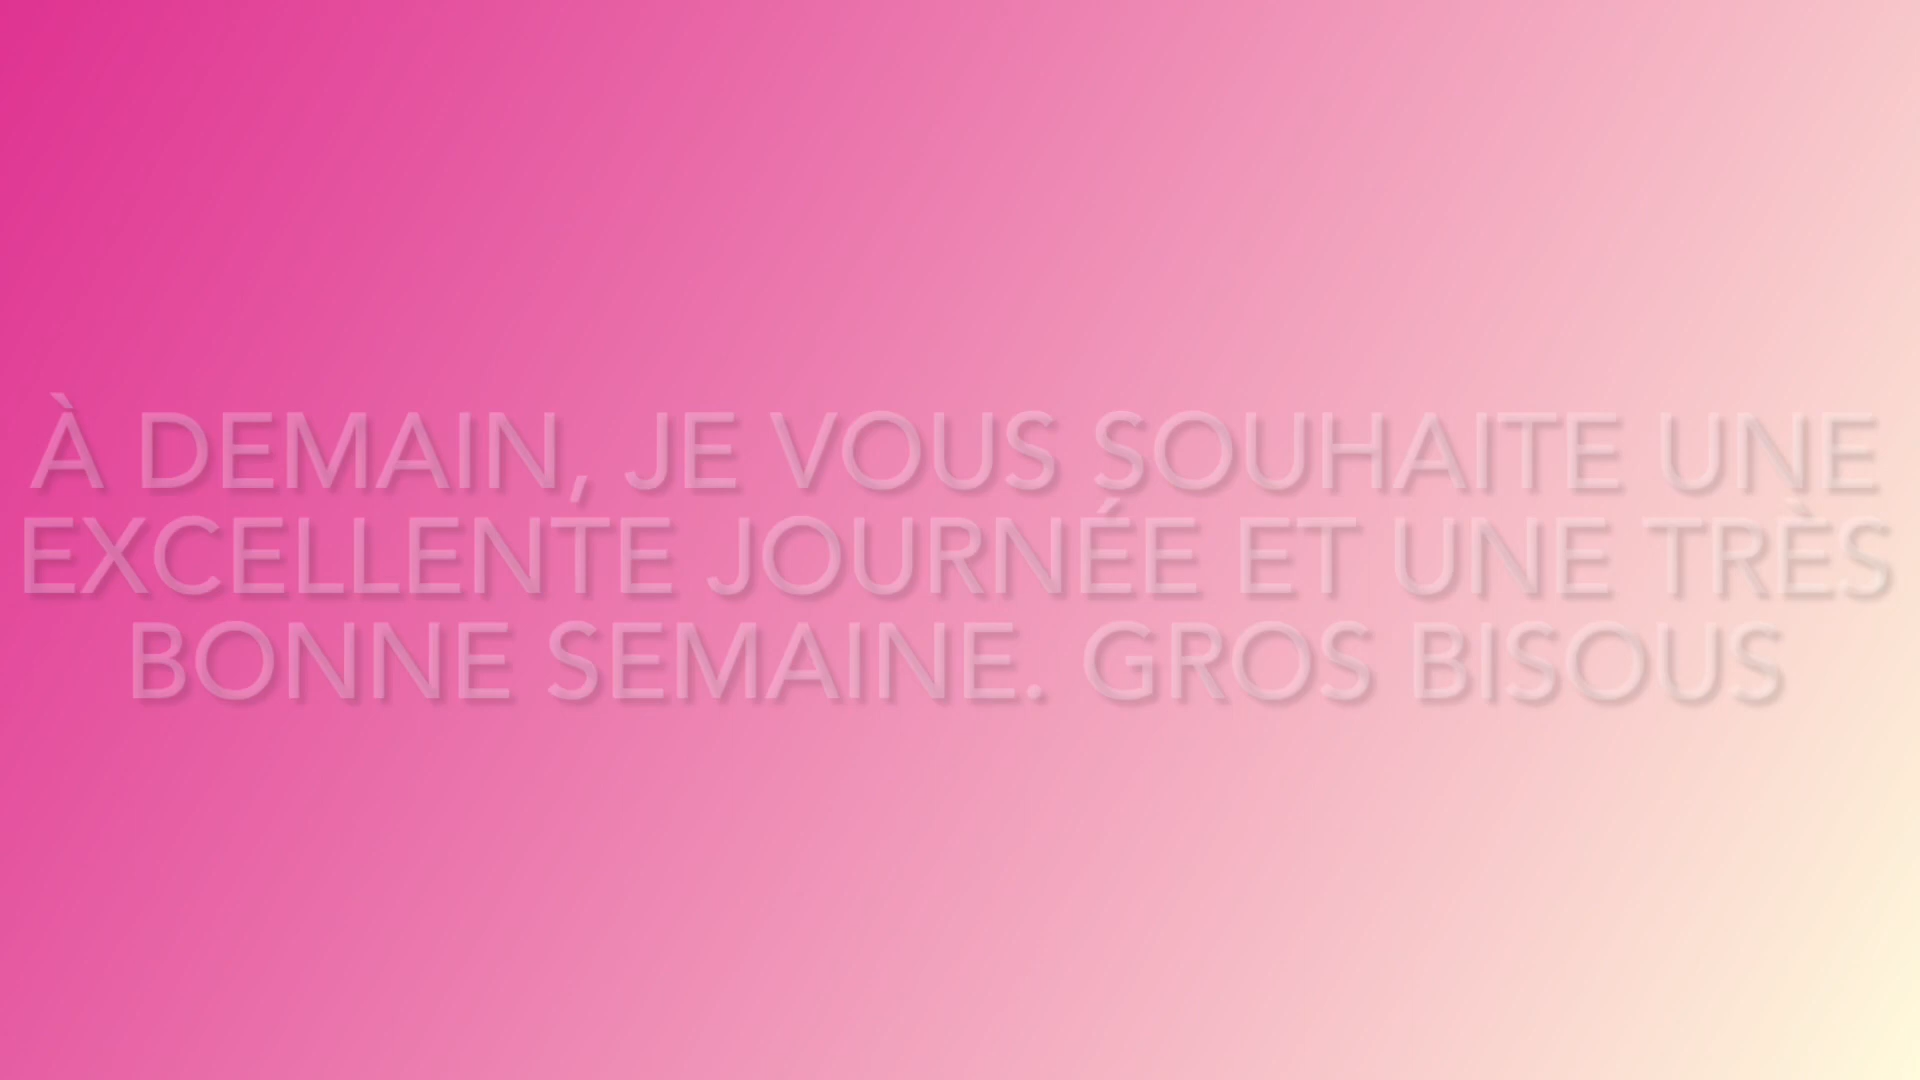 À DEMAIN, JE VOUS SOUHAITE UNE
EXCELLENTE JOURNÉE ET UNE TRÈS
BONNE SEMAINE. GROS BISOUS